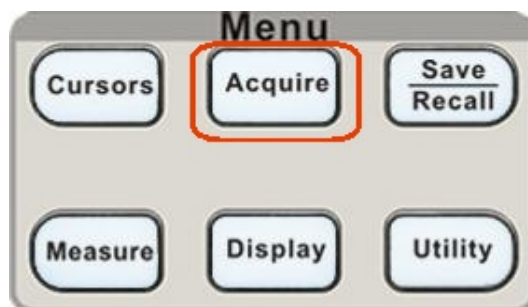 Menu
Cursors
Acquire
Save
Recall
Measure
Display
Utility